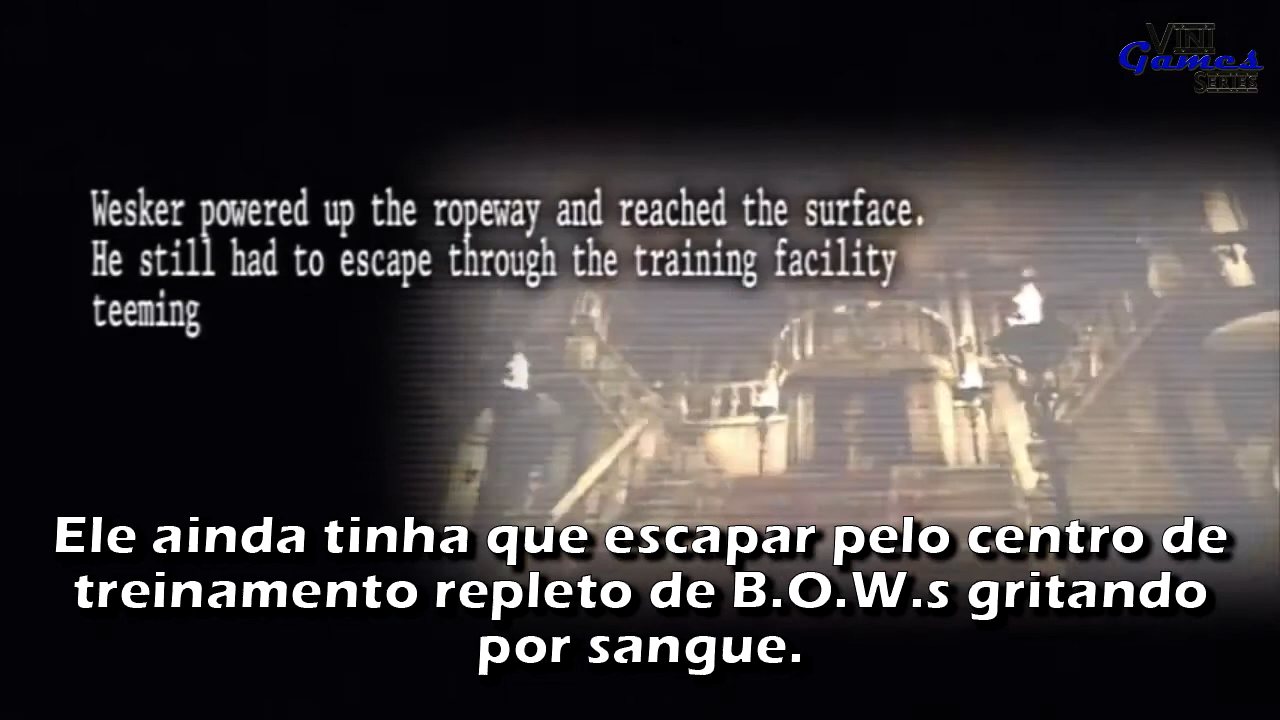 VINI
Games
SERIES
Wesker powered up the ropeway and reached the surface.
He still had to escape through the training facility
teeming
Ele ainda tinha que escapar pelo centro de
treinamento repleto de B.O.W.s gritando
por sangue.